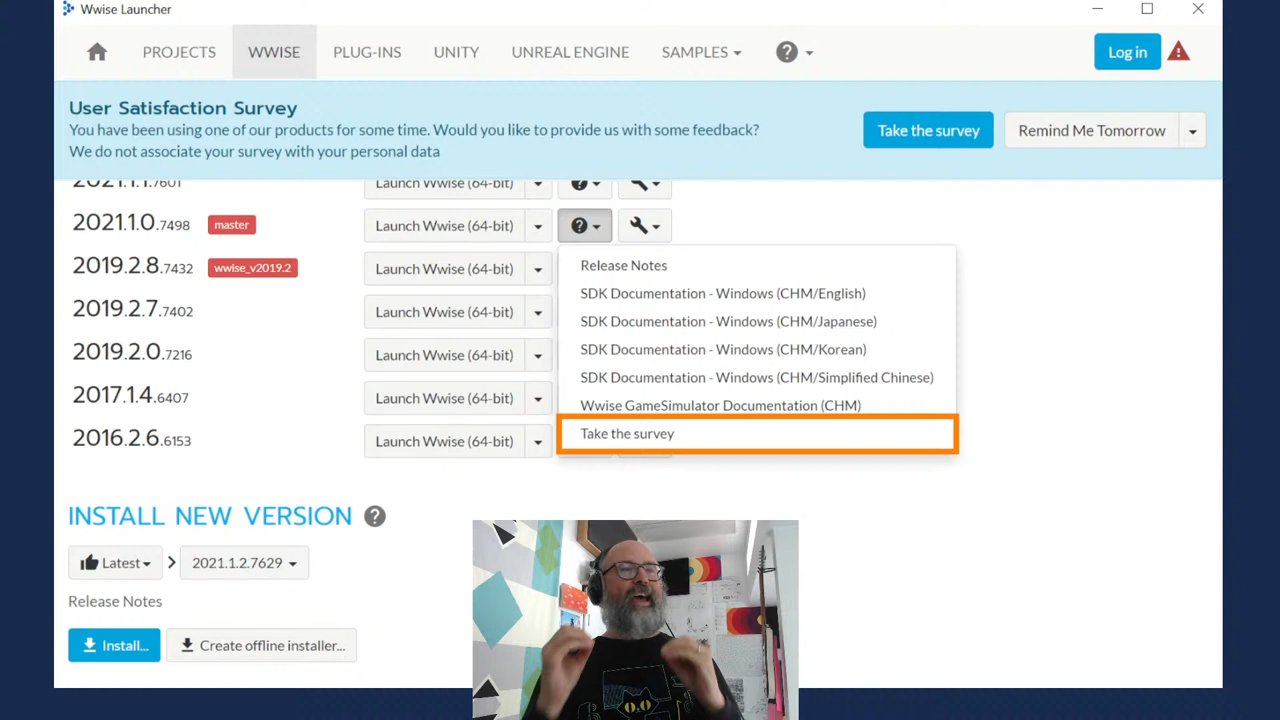 Wwise Launcher
PROJECTS WWISE PLUG-INS UNITY UNREAL ENGINE SAMPLES Log in
User Satisfaction Survey
You have been using one of our products for some time. Would you like to provide us with some feedback?
We do not associate your survey with your personal data
Take the survey Remind Me Tomorrow
2021.1.1.7601 Launch Wwise (64-bit)
2021.1.0.7498 master Launch Wwise (64-bit)
2019.2.8.7432 wwise_v2019.2 Launch Wwise (64-bit)
2019.2.7.7402 Launch Wwise (64-bit)
2019.2.0.7216 Launch Wwise (64-bit)
2017.1.4.6407 Launch Wwise (64-bit)
2016.2.6.6153 Launch Wwise (64-bit)
Release Notes
SDK Documentation - Windows (CHM/English)
SDK Documentation - Windows (CHM/Japanese)
SDK Documentation - Windows (CHM/Korean)
SDK Documentation - Windows (CHM/Simplified Chinese)
Wwise GameSimulator Documentation (CHM)
Take the survey
INSTALL NEW VERSION
Latest 2021.1.2.7629
Release Notes
Install... Create offline installer...